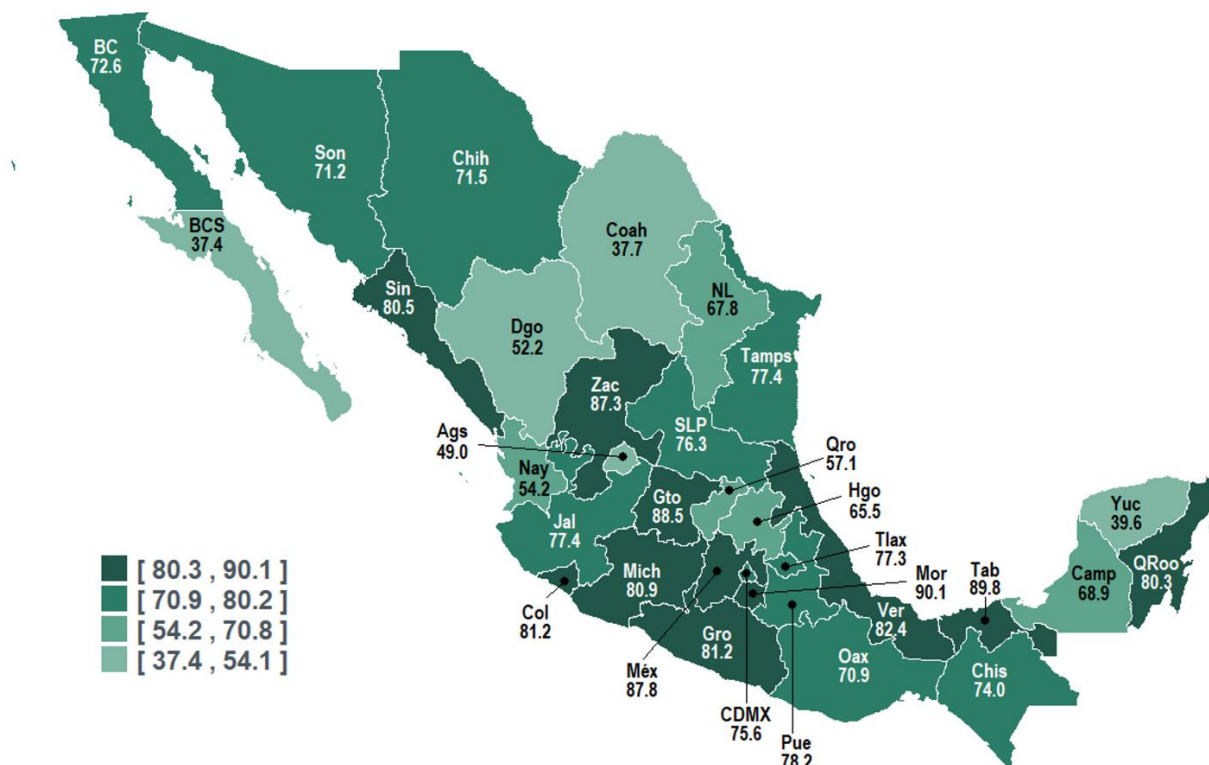 BC
72.6
Son
71.2
Chih
71.5
BCS
37.4
Coah
37.7
Sin
80.5
NL
67.8
Dgo
52.2
Tamps
77.4
Zac
87.3
SLP
76.3
Ags
49.0
Qro
57.1
Nay
54.2
Gto
88.5
Hgo
65.5
Yuc
39.6
Jal
77.4
Tlax
77.3
QRoo
80.3
Camp
68.9
Mich
80.9
Mor
90.1
Tab
89.8
Col
81.2
Ver
82.4
Gro
81.2
Méx
87.8
Oax
70.9
Chis
74.0
CDMX
75.6
Pue
78.2
[ 80.3 , 90.1 ]
[ 70.9 , 80.2 ]
[ 54.2 , 70.8 ]
[ 37.4 , 54.1 ]